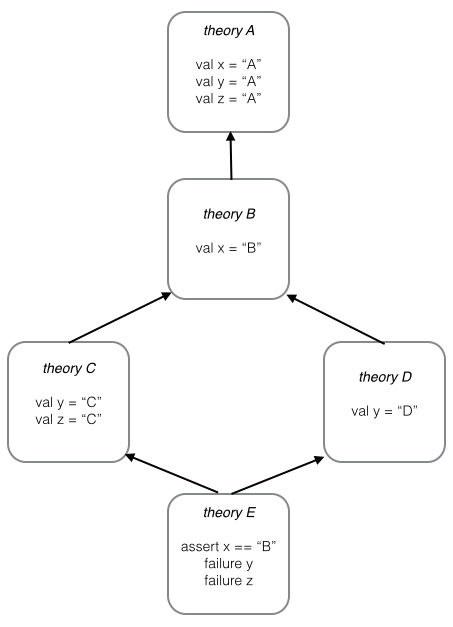 theory A
val x = “A”
val y = “A”
val z = “A”
theory B
val x = “B”
theory C
val y = “C”
val z = “C”
theory D
val y = “D”
theory E
assert x == “B”
failure y
failure z